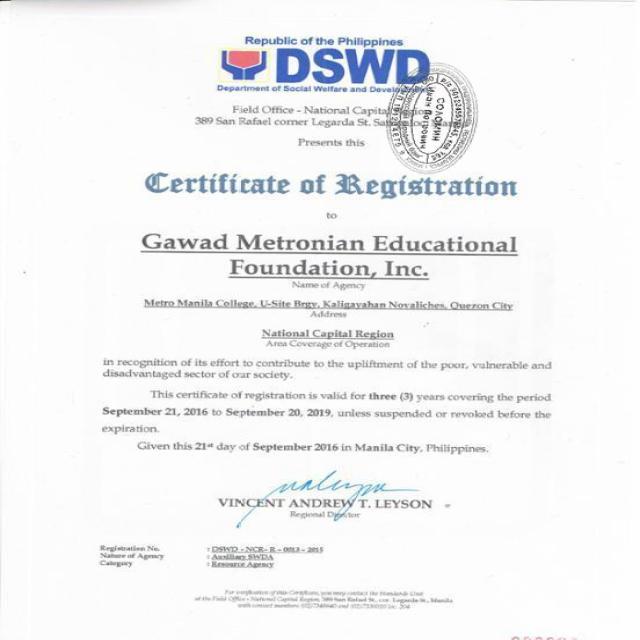 Republic of the Philippines
DSWD
Department of Social Welfare and
Field Office - National Capital Region
389 San Rafael corner Legarda St.
Presents this
Certificate of Registration
to
Gawad Metronian Educational
Foundation, Inc.
Name of Agency
Metro Manila College, U-Site Brgy. Kaligayahan Novaliches, Quezon City
Address
National Capital Region
Area Coverage of Operation
in recognition of its effort to contribute to the upliftment of the poor, vulnerable and
disadvantaged sector of our society.
This certificate of registration is valid for three (3) years covering the period
September 21, 2016 to September 20, 2019, unless suspended or revoked before the
expiration.
Given this 21st day of September 2016 in Manila City, Philippines.
VINCENT ANDREW T. LEYSON
Regional Director
Registration No. : DSWD - NCR- R - 0013 - 2015
Nature of Agency : Auxiliary SWDA
Category : Resource Agency
For verification of this Certificate, you may contact the Standards Unit
at the Field Office - National Capital Region, 389 San Rafael St., cor. Legarda St., Manila
with contact numbers